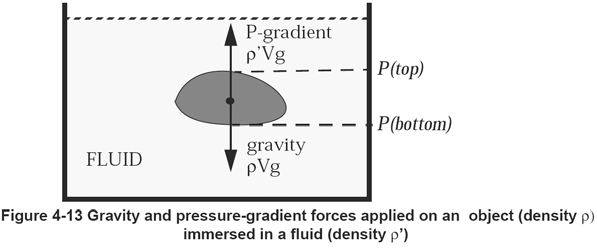 P-gradient
ρ’Vg
P(top)
P(bottom)
gravity
ρVg
FLUID
Figure 4-13 Gravity and pressure-gradient forces applied on an object (density ρ)
immersed in a fluid (density ρ’)